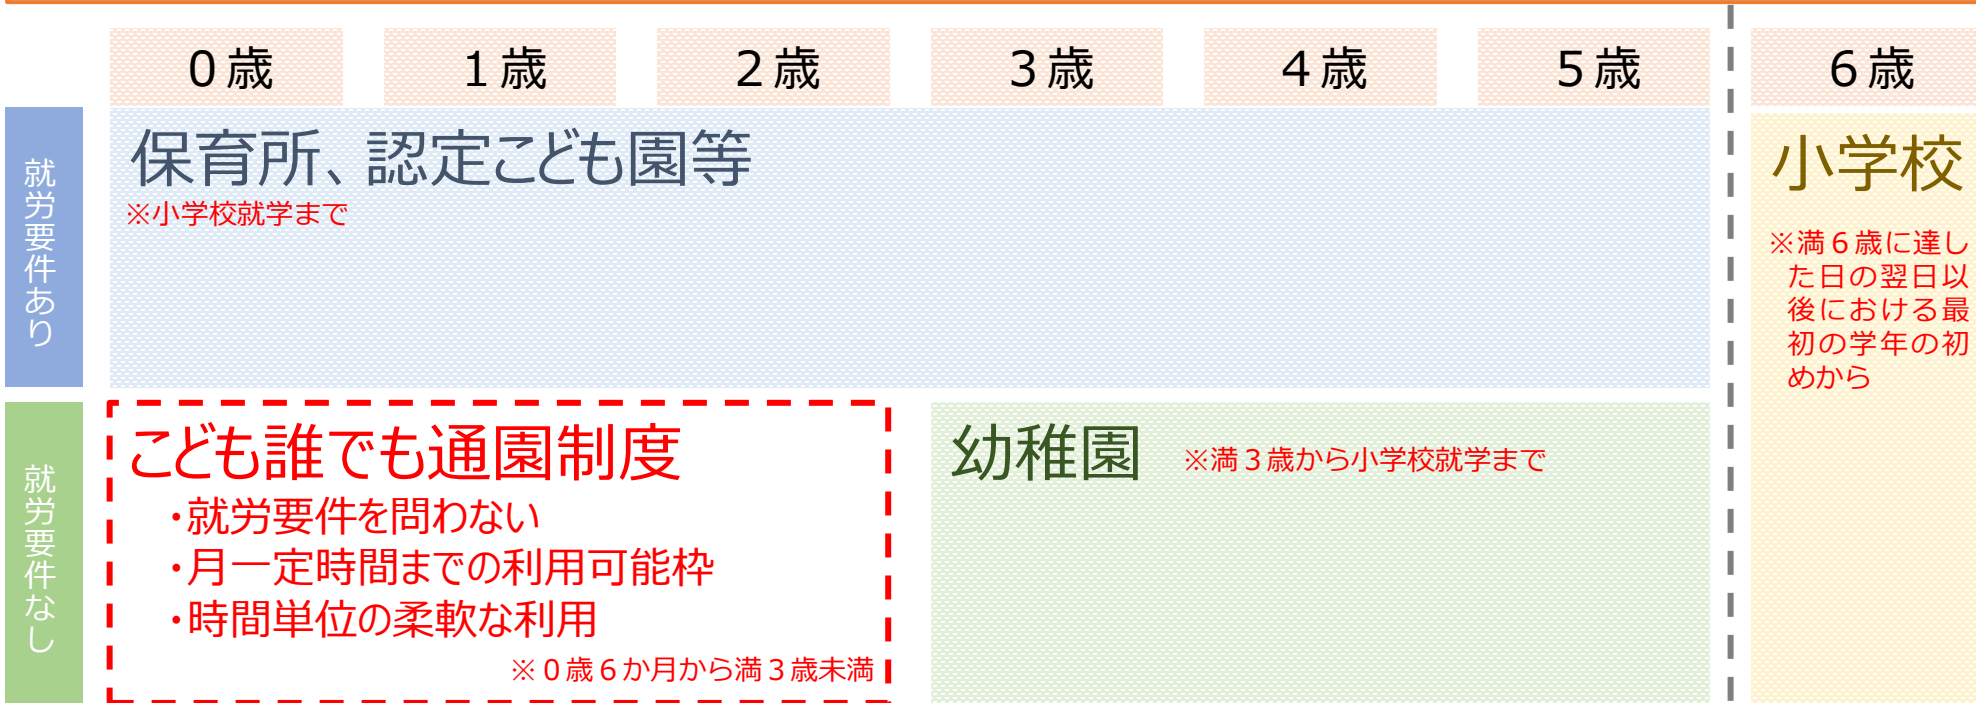 ０歳
１歳
２歳
３歳
４歳
５歳
６歳
就労要件あり
保育所、認定こども園等
※小学校就学まで
小学校
※満６歳に達し
た日の翌日以
後における最
初の学年の初
めから
就労要件なし
こども誰でも通園制度
・就労要件を問わない
・月一定時間までの利用可能枠
・時間単位の柔軟な利用
※０歳６か月から満３歳未満
幼稚園
※満３歳から小学校就学まで